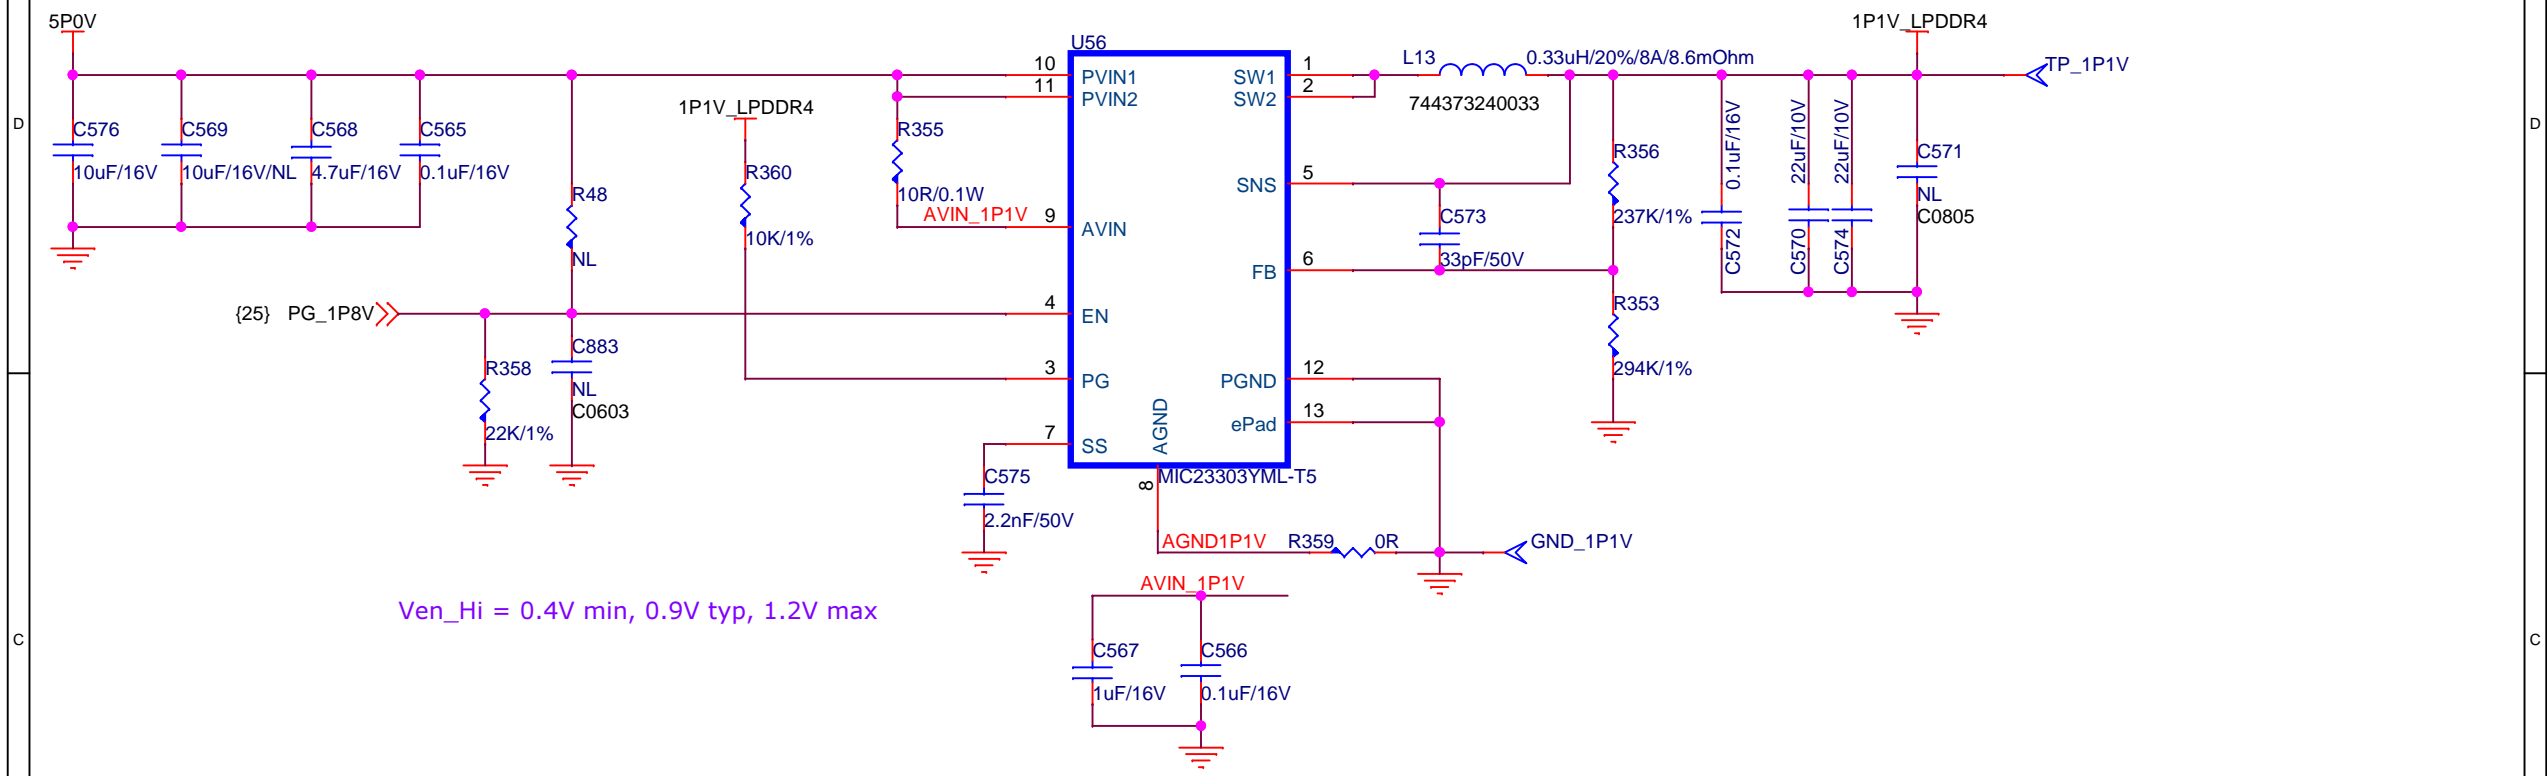 5P0V
1P1V_LPDDR4
U56
10
PVIN1
11
PVIN2
SW1
1
SW2
2
L13
0.33uH/20%/8A/8.6mOhm
744373240033
TP_1P1V
D
C576
10uF/16V
C569
10uF/16V/NL
C568
4.7uF/16V
C565
0.1uF/16V
1P1V_LPDDR4
R355
10R/0.1W
R360
10K/1%
R48
NL
AVIN_1P1V
9
AVIN
SNS
5
C573
33pF/50V
FB
6
R356
237K/1%
0.1uF/16V
C572
22uF/10V
C570
22uF/10V
C574
C571
NL
C0805
D
{25} PG_1P8V
4
EN
R353
294K/1%
R358
22K/1%
C883
NL
C0603
3
PG
PGND
12
ePad
13
AGND
7
SS
C575
2.2nF/50V
8
MIC23303YML-T5
AGND1P1V
R359
0R
GND_1P1V
AVIN_1P1V
Ven_Hi = 0.4V min, 0.9V typ, 1.2V max
C
C567
1uF/16V
C566
0.1uF/16V
C